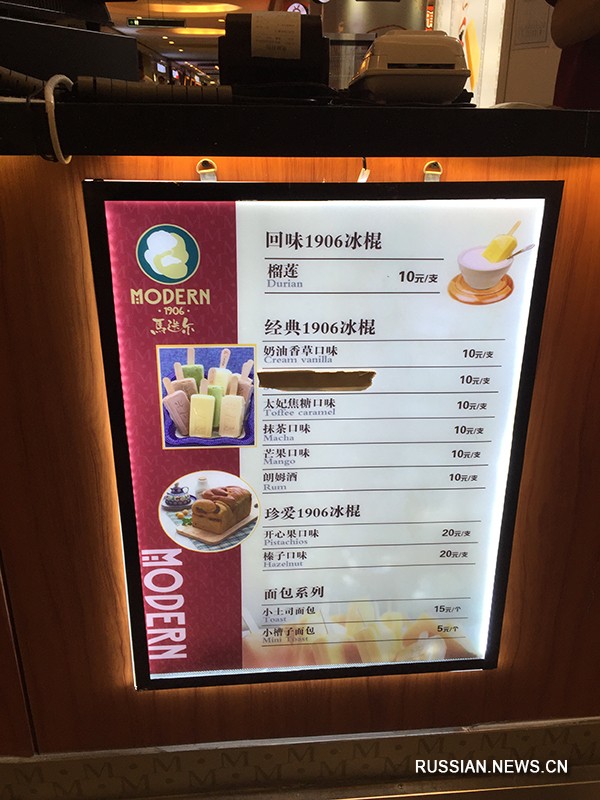 MODERN
·1906·
馬迭尔
MODERN
回味1906冰棍
榴莲 10元/支
Durian
经典1906冰棍
奶油香草口味 10元/支
Cream vanilla
10元/支
太妃焦糖口味 10元/支
Toffee caramel
抹茶口味 10元/支
Macha
芒果口味 10元/支
Mango
朗姆酒 10元/支
Rum
珍爱1906冰棍
开心果口味 20元/支
Pistachios
榛子口味 20元/支
Hazelnut
面包系列
小土司面包 15元/个
Toast
小槽子面包 5元/个
Mini Toast
RUSSIAN.NEWS.CN